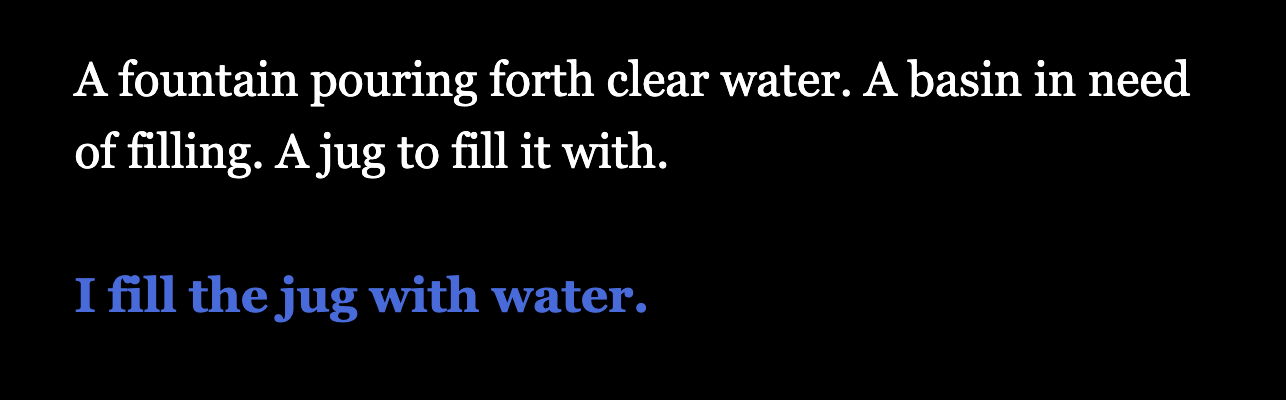 A fountain pouring forth clear water. A basin in need
of filling. A jug to fill it with.
I fill the jug with water.